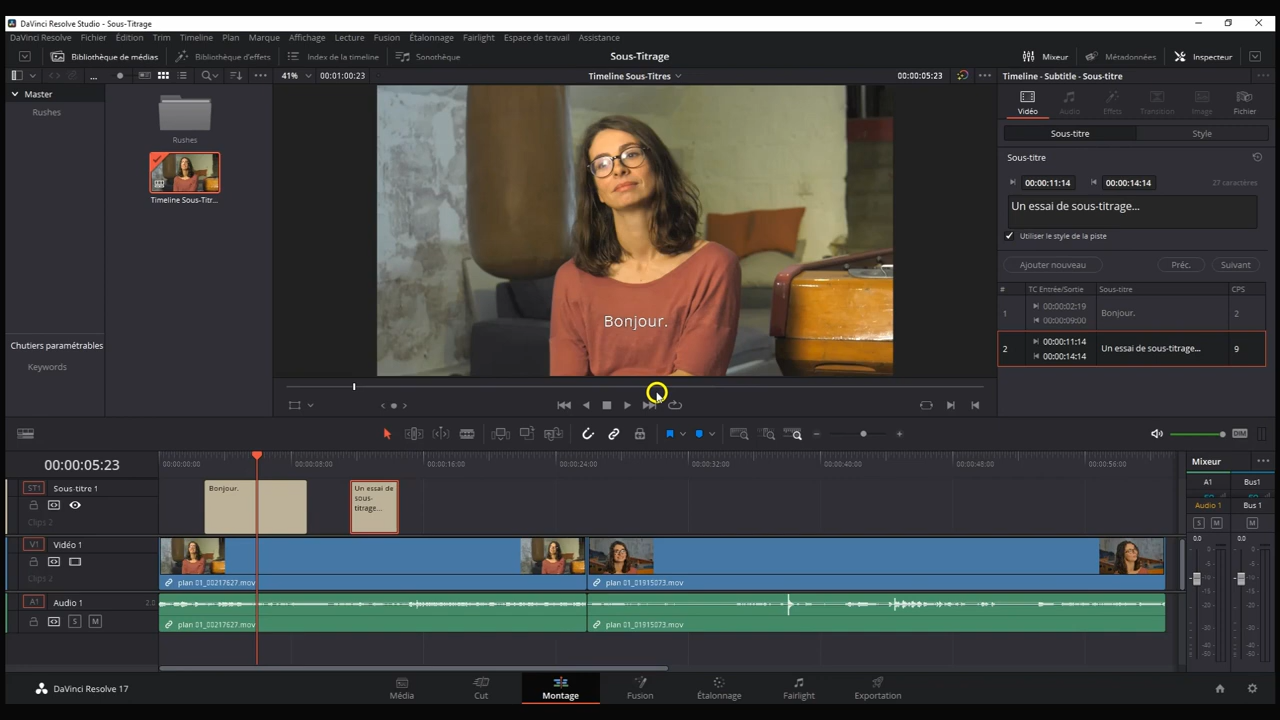 DaVinci Resolve Studio - Sous-Titrage
DaVinci Resolve Fichier Édition Trim Timeline Plan Marque Affichage Lecture Fusion Étalonnage Fairlight Espace de travail Assistance
Bibliothèque de médias Bibliothèque d'effets Index de la timeline Sonothèque Sous-Titrage Mixeur Métadonnées Inspecteur
41% 00:01:00:23 Timeline Sous-Titres 00:00:05:23 Timeline - Subtitle - Sous-titre
Master
Rushes
Rushes
Timeline Sous-Titr...
Chutiers paramétrables
Keywords
Bonjour.
Vidéo Audio Effets Transition Image Fichier
Sous-titre Style
Sous-titre
00:00:11:14 00:00:14:14 27 caractères
Un essai de sous-titrage...
Utiliser le style de la piste
Ajouter nouveau Préc. Suivant
# TC Entrée/Sortie Sous-titre CPS
1 00:00:02:19 Bonjour. 2
00:00:09:00
2 00:00:11:14 Un essai de sous-titrage... 9
00:00:14:14
DIM
00:00:05:23 00:00:00:00 00:00:08:00 00:00:16:00 00:00:24:00 00:00:32:00 00:00:40:00 00:00:48:00 00:00:56:00
ST1 Sous-titre 1
Clips 2
Bonjour.
Un essai de
sous-
titrage...
V1 Vidéo 1
Clips 2
plan 01_00217627.mov plan 01_01915073.mov
A1 Audio 1 2.0
S M
plan 01_00217627.mov plan 01_01915073.mov
Mixeur
A1 Bus1
Audio 1 Bus 1
S M M
0.0 0.0
DaVinci Resolve 17
Média Cut Montage Fusion Étalonnage Fairlight Exportation